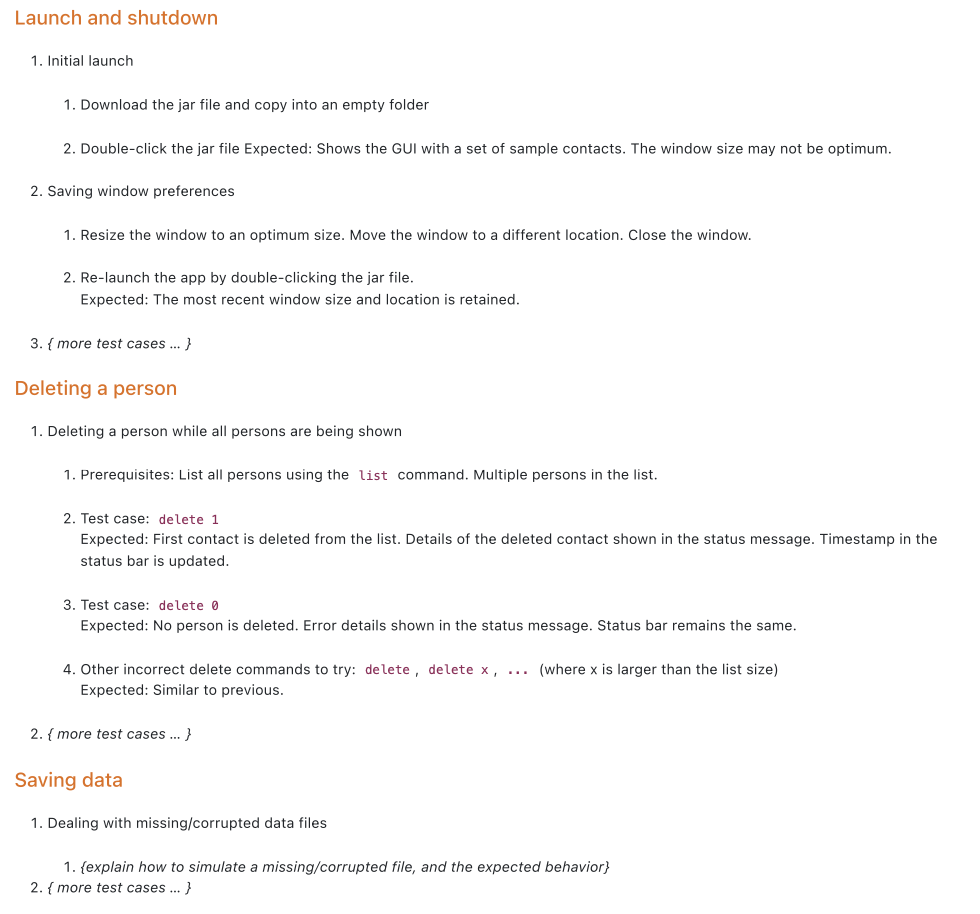 Launch and shutdown
1. Initial launch
1. Download the jar file and copy into an empty folder
2. Double-click the jar file Expected: Shows the GUI with a set of sample contacts. The window size may not be optimum.
2. Saving window preferences
1. Resize the window to an optimum size. Move the window to a different location. Close the window.
2. Re-launch the app by double-clicking the jar file.
Expected: The most recent window size and location is retained.
3. { more test cases … }
Deleting a person
1. Deleting a person while all persons are being shown
1. Prerequisites: List all persons using the list command. Multiple persons in the list.
2. Test case: delete 1
Expected: First contact is deleted from the list. Details of the deleted contact shown in the status message. Timestamp in the
status bar is updated.
3. Test case: delete 0
Expected: No person is deleted. Error details shown in the status message. Status bar remains the same.
4. Other incorrect delete commands to try: delete, delete x, ... (where x is larger than the list size)
Expected: Similar to previous.
2. { more test cases … }
Saving data
1. Dealing with missing/corrupted data files
1. {explain how to simulate a missing/corrupted file, and the expected behavior}
2. { more test cases … }